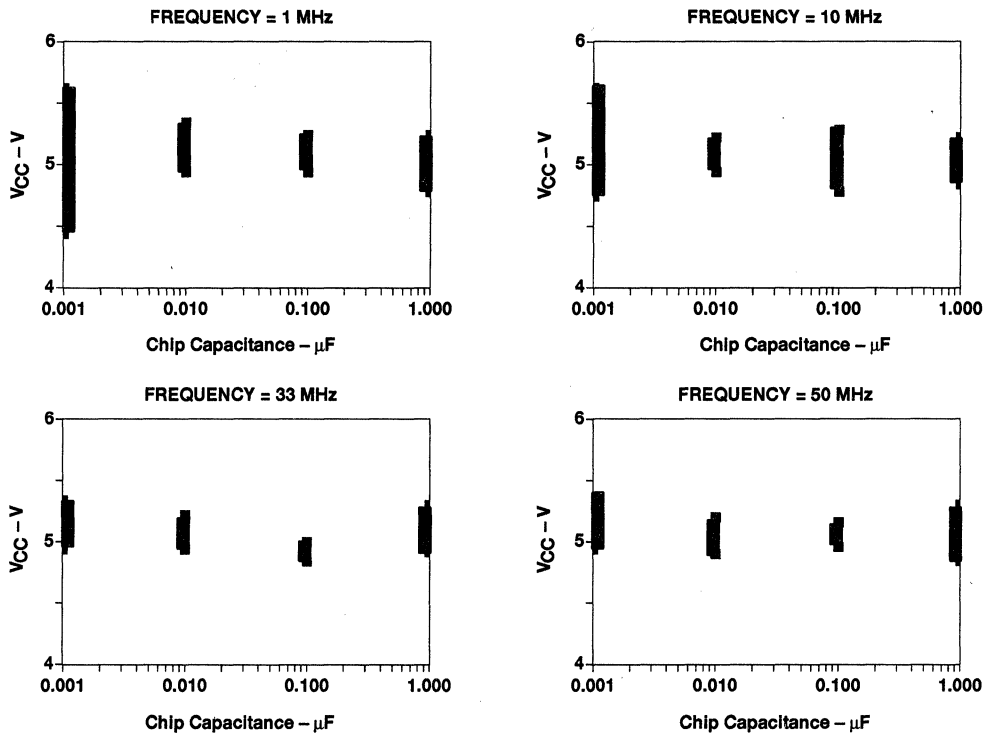 FREQUENCY = 1 MHz
6
5
4
VCC – V
0.001 0.010 0.100 1.000
Chip Capacitance – μF
FREQUENCY = 10 MHz
6
5
4
VCC – V
0.001 0.010 0.100 1.000
Chip Capacitance – μF
FREQUENCY = 33 MHz
6
5
4
VCC – V
0.001 0.010 0.100 1.000
Chip Capacitance – μF
FREQUENCY = 50 MHz
6
5
4
VCC – V
0.001 0.010 0.100 1.000
Chip Capacitance – μF